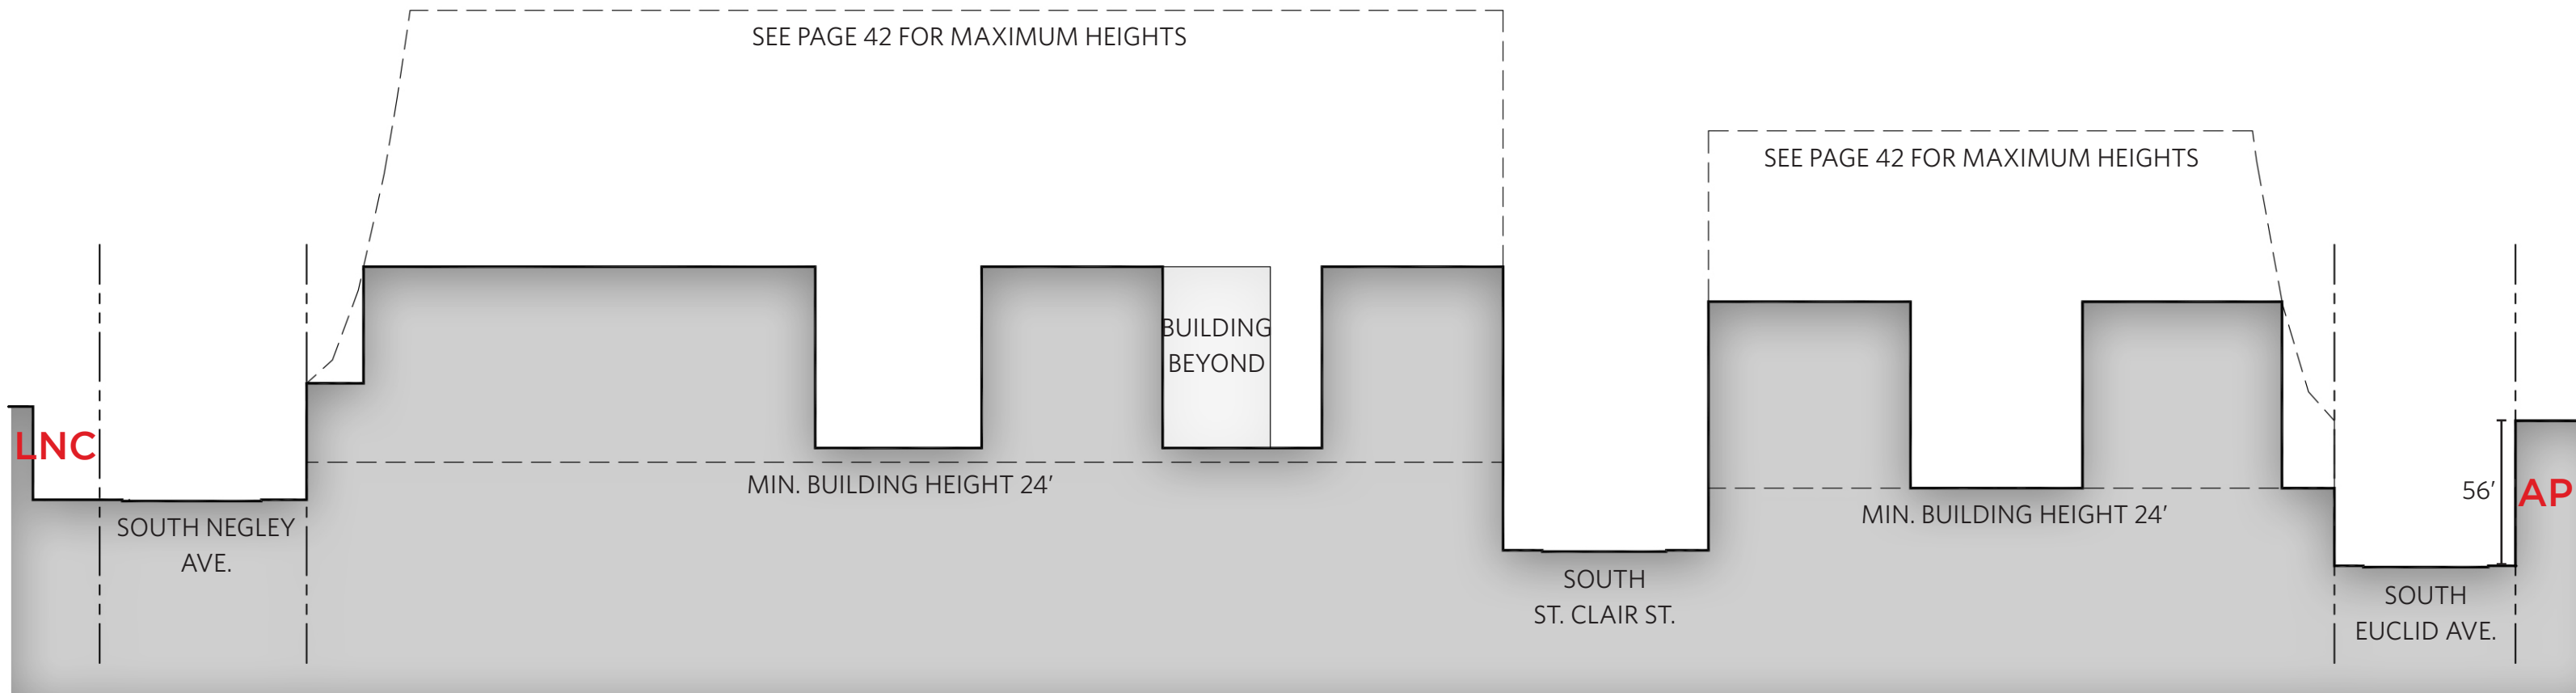 SEE PAGE 42 FOR MAXIMUM HEIGHTS
SEE PAGE 42 FOR MAXIMUM HEIGHTS
BUILDING
BEYOND
LNC
MIN. BUILDING HEIGHT 24’
MIN. BUILDING HEIGHT 24’
56’
AP
SOUTH NEGLEY
AVE.
SOUTH
ST. CLAIR ST.
SOUTH
EUCLID AVE.